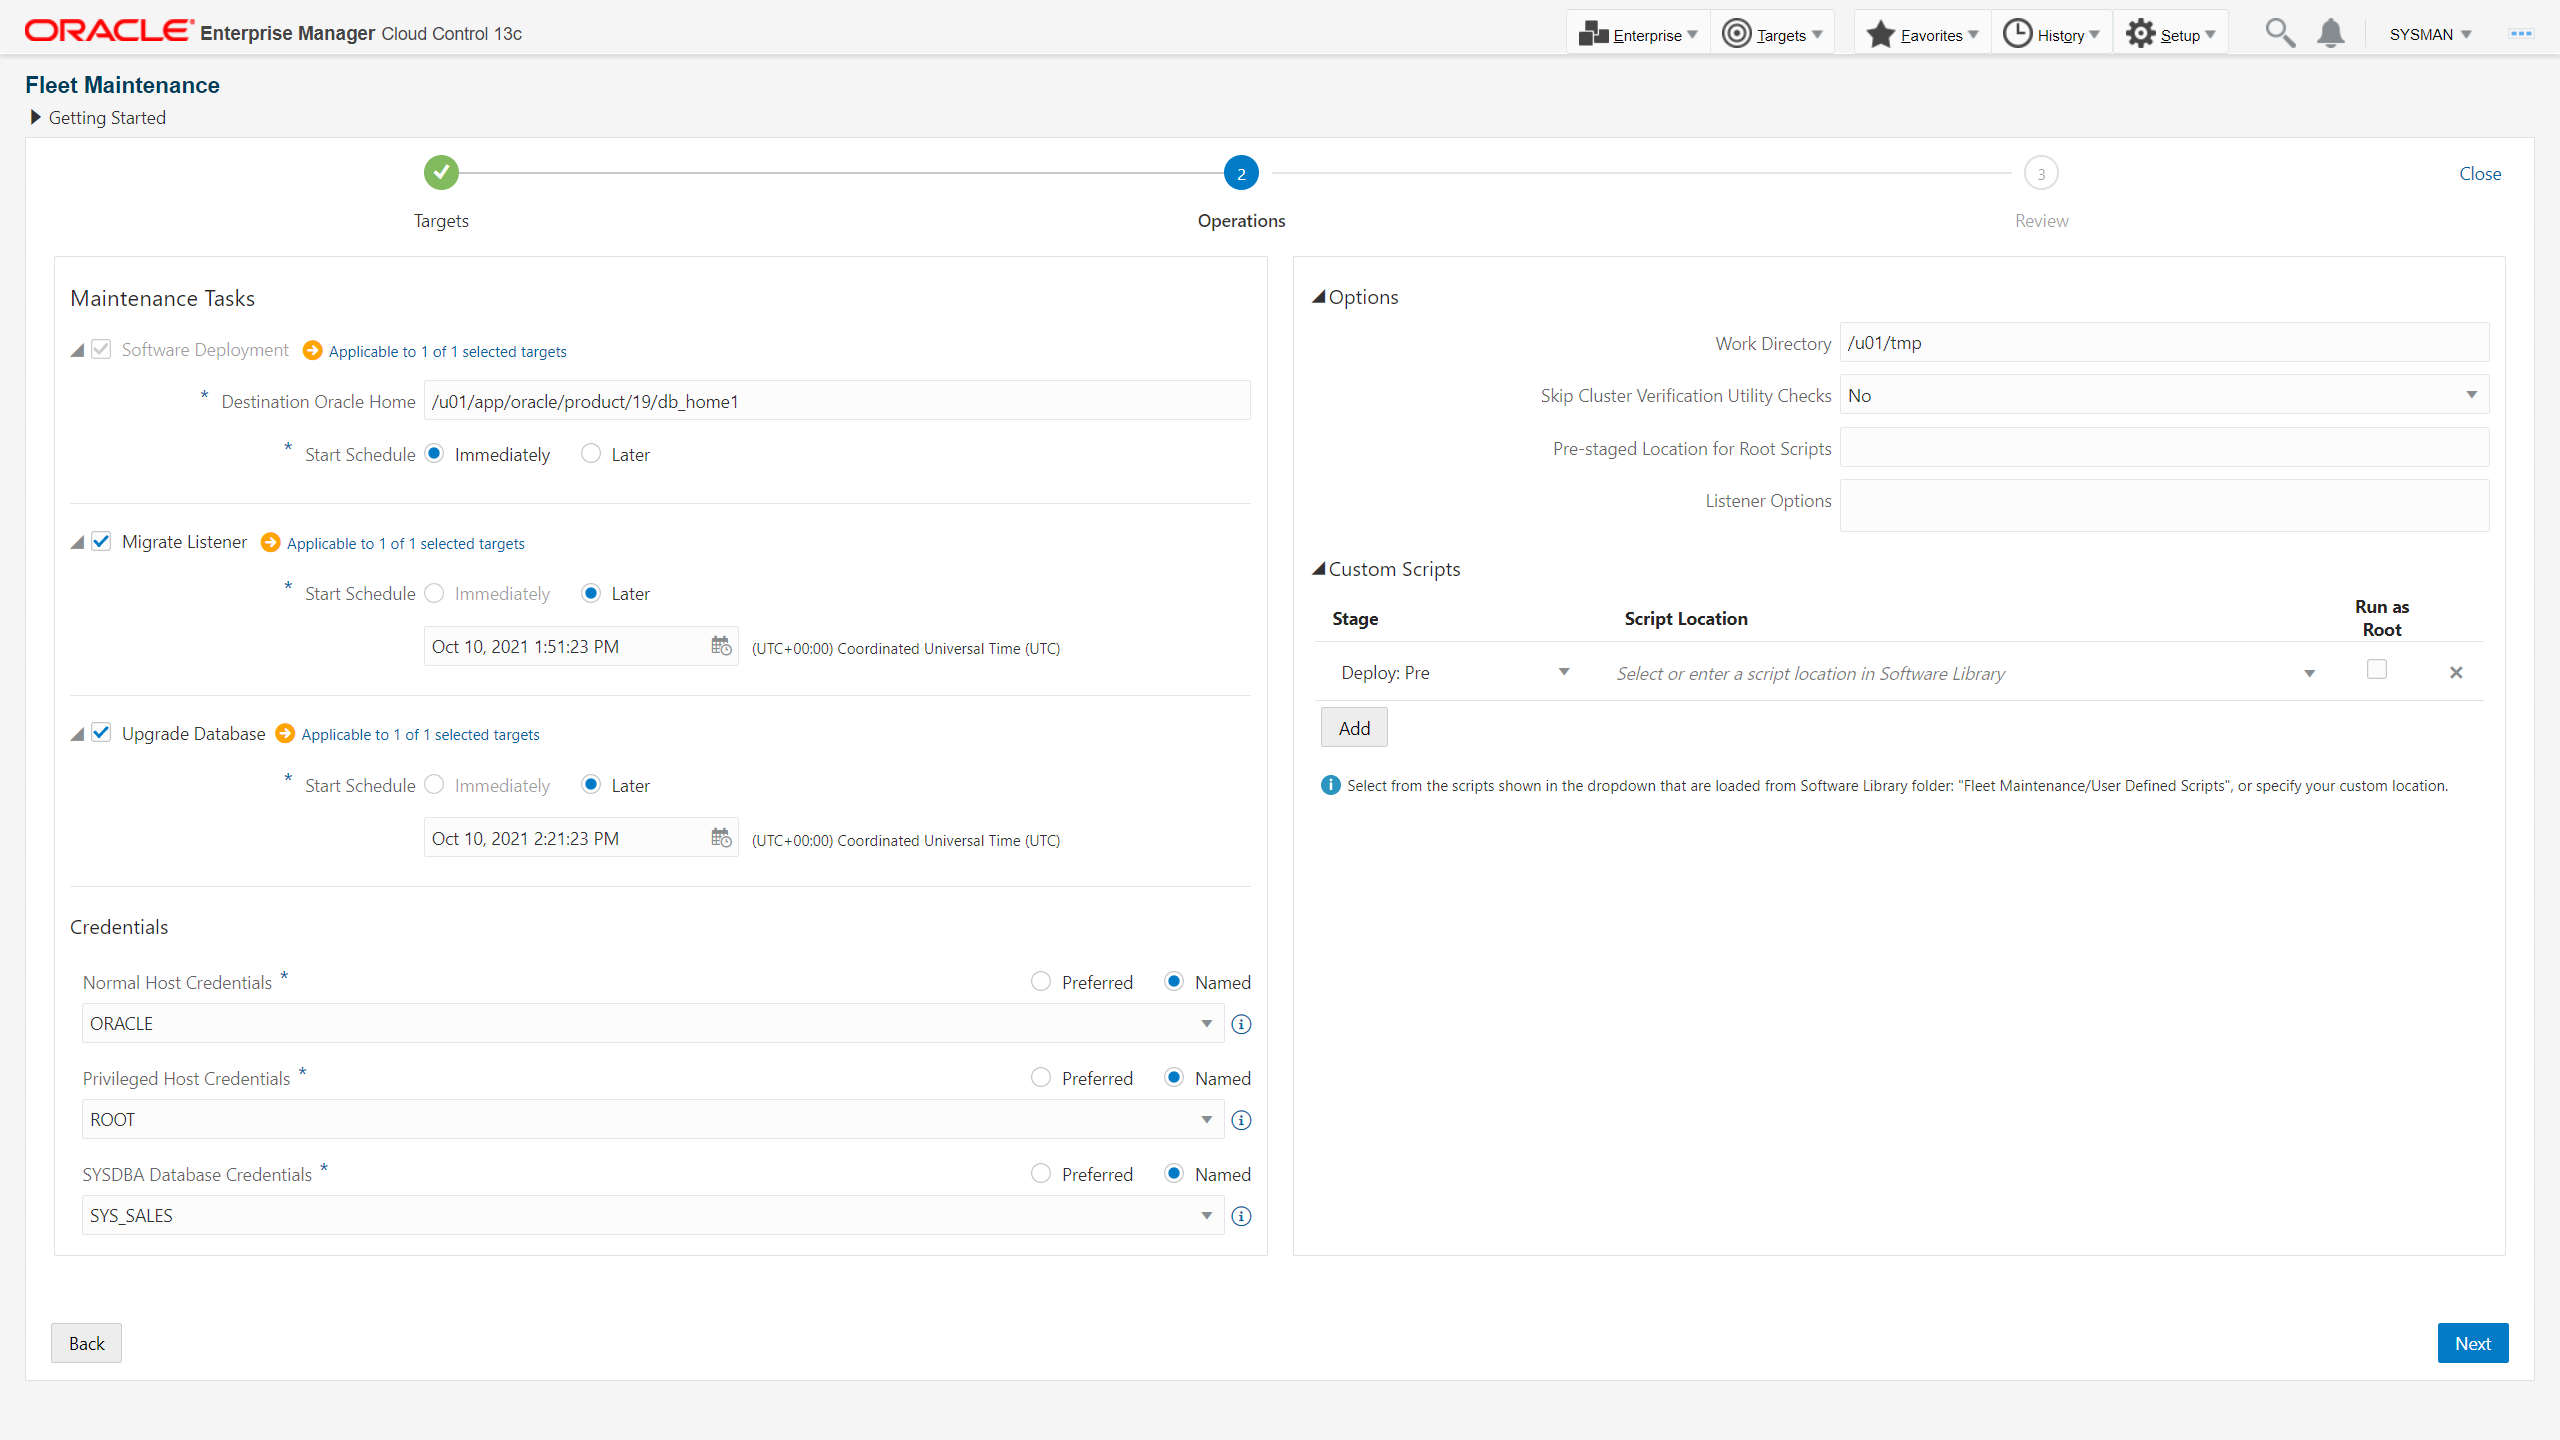 ORACLE Enterprise Manager Cloud Control 13c
Enterprise
Targets
Favorites
History
Setup
SYSMAN
Fleet Maintenance
Getting Started
2
3
Close
Targets
Operations
Review
Maintenance Tasks
Software Deployment Applicable to 1 of 1 selected targets
* Destination Oracle Home /u01/app/oracle/product/19/db_home1
* Start Schedule Immediately Later
Migrate Listener Applicable to 1 of 1 selected targets
* Start Schedule Immediately Later
Oct 10, 2021 1:51:23 PM (UTC+00:00) Coordinated Universal Time (UTC)
Upgrade Database Applicable to 1 of 1 selected targets
* Start Schedule Immediately Later
Oct 10, 2021 2:21:23 PM (UTC+00:00) Coordinated Universal Time (UTC)
Credentials
Normal Host Credentials * Preferred Named
ORACLE
Privileged Host Credentials * Preferred Named
ROOT
SYSDBA Database Credentials * Preferred Named
SYS_SALES
Options
Work Directory /u01/tmp
Skip Cluster Verification Utility Checks No
Pre-staged Location for Root Scripts
Listener Options
Custom Scripts
Stage Script Location Run as
Root
Deploy: Pre Select or enter a script location in Software Library
Add
Select from the scripts shown in the dropdown that are loaded from Software Library folder: "Fleet Maintenance/User Defined Scripts", or specify your custom location.
Back
Next